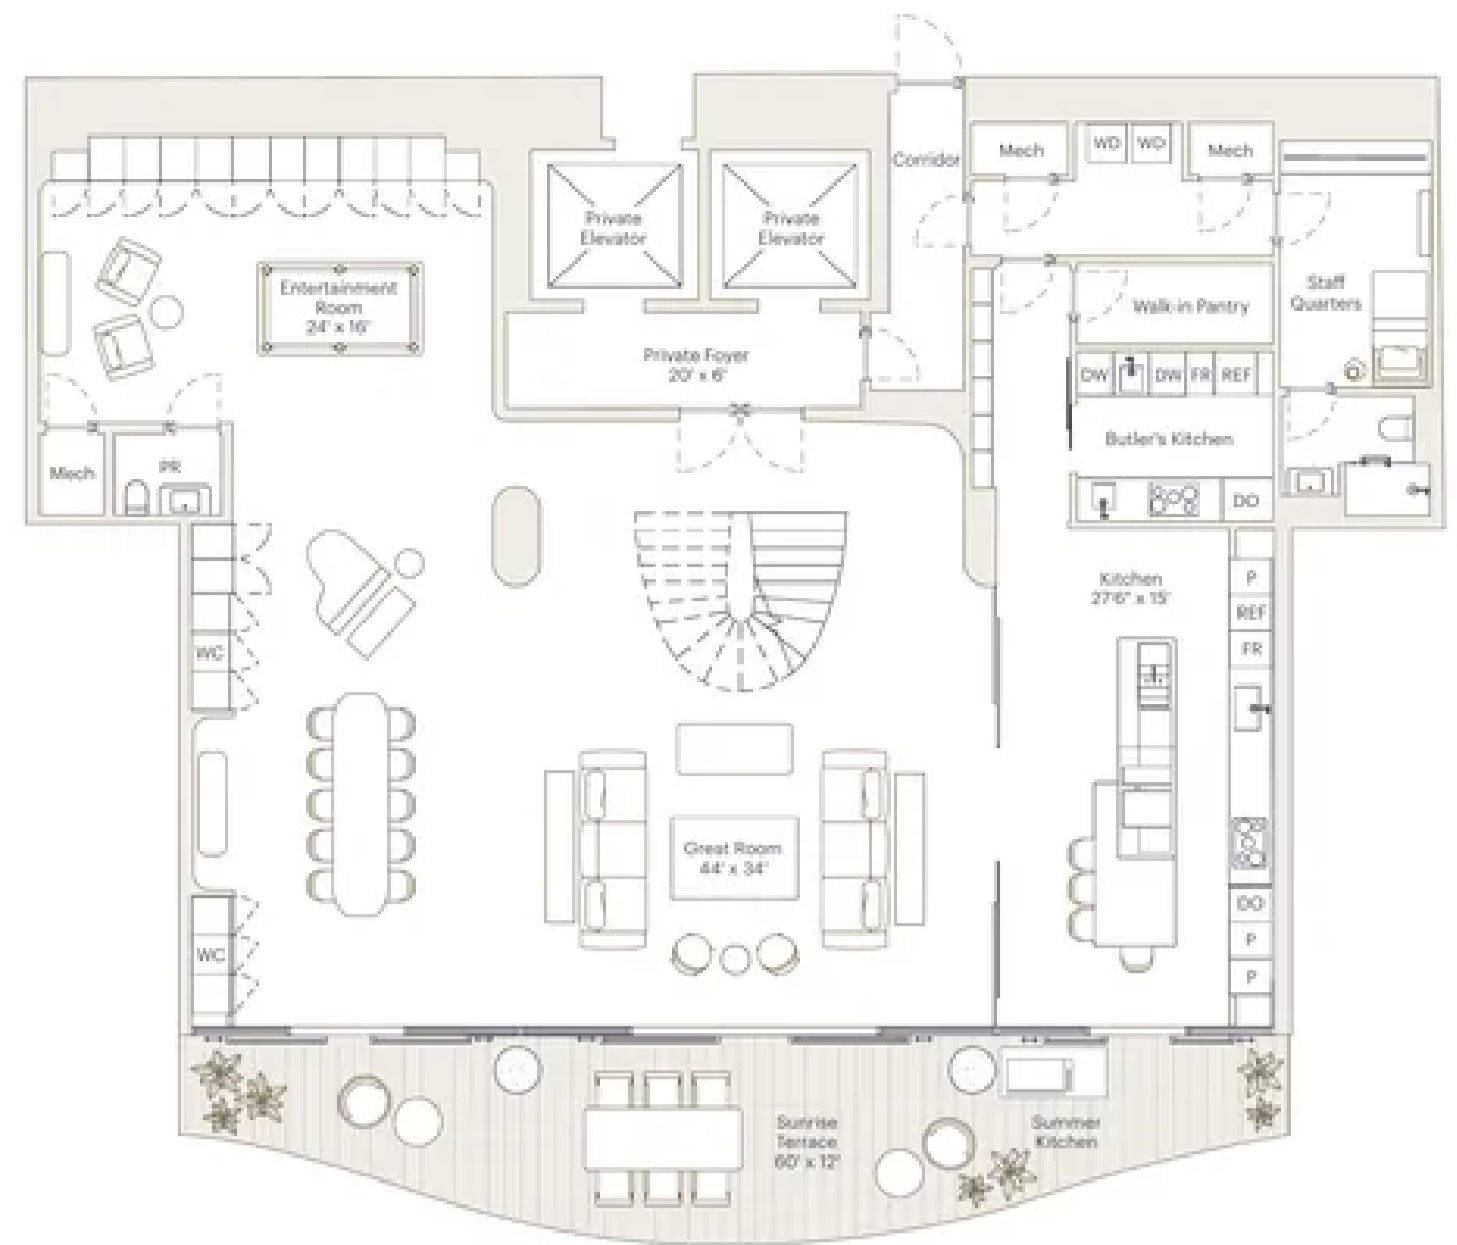 Corridor
Mech
WD
WD
Mech
Private
Elevator
Private
Elevator
Entertainment
Room
24' x 16'
Staff
Quarters
Walk-in Pantry
Private Foyer
20' x 6'
DW
DW
FR
REF
Butler's Kitchen
Mech
PR
DO
Kitchen
27'6" x 15'
P
REF
FR
WC
Great Room
44' x 34'
DO
P
WC
P
Sunrise
Terrace
60' x 12'
Summer
Kitchen